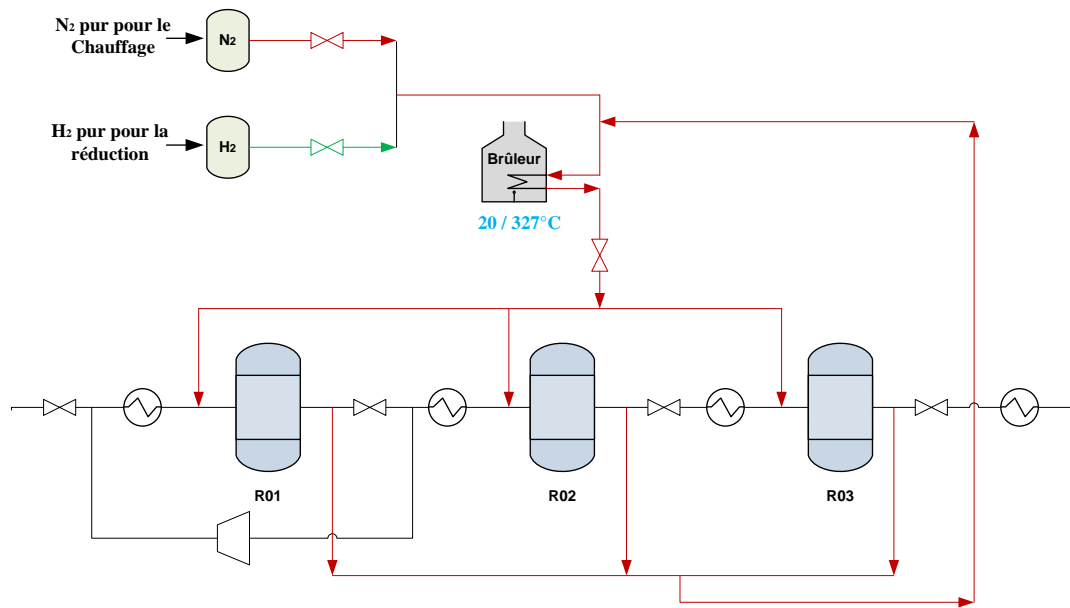 N₂ pur pour le
Chauffage
N₂
H₂ pur pour la
réduction
H₂
Brûleur
20 / 327°C
R01
R02
R03